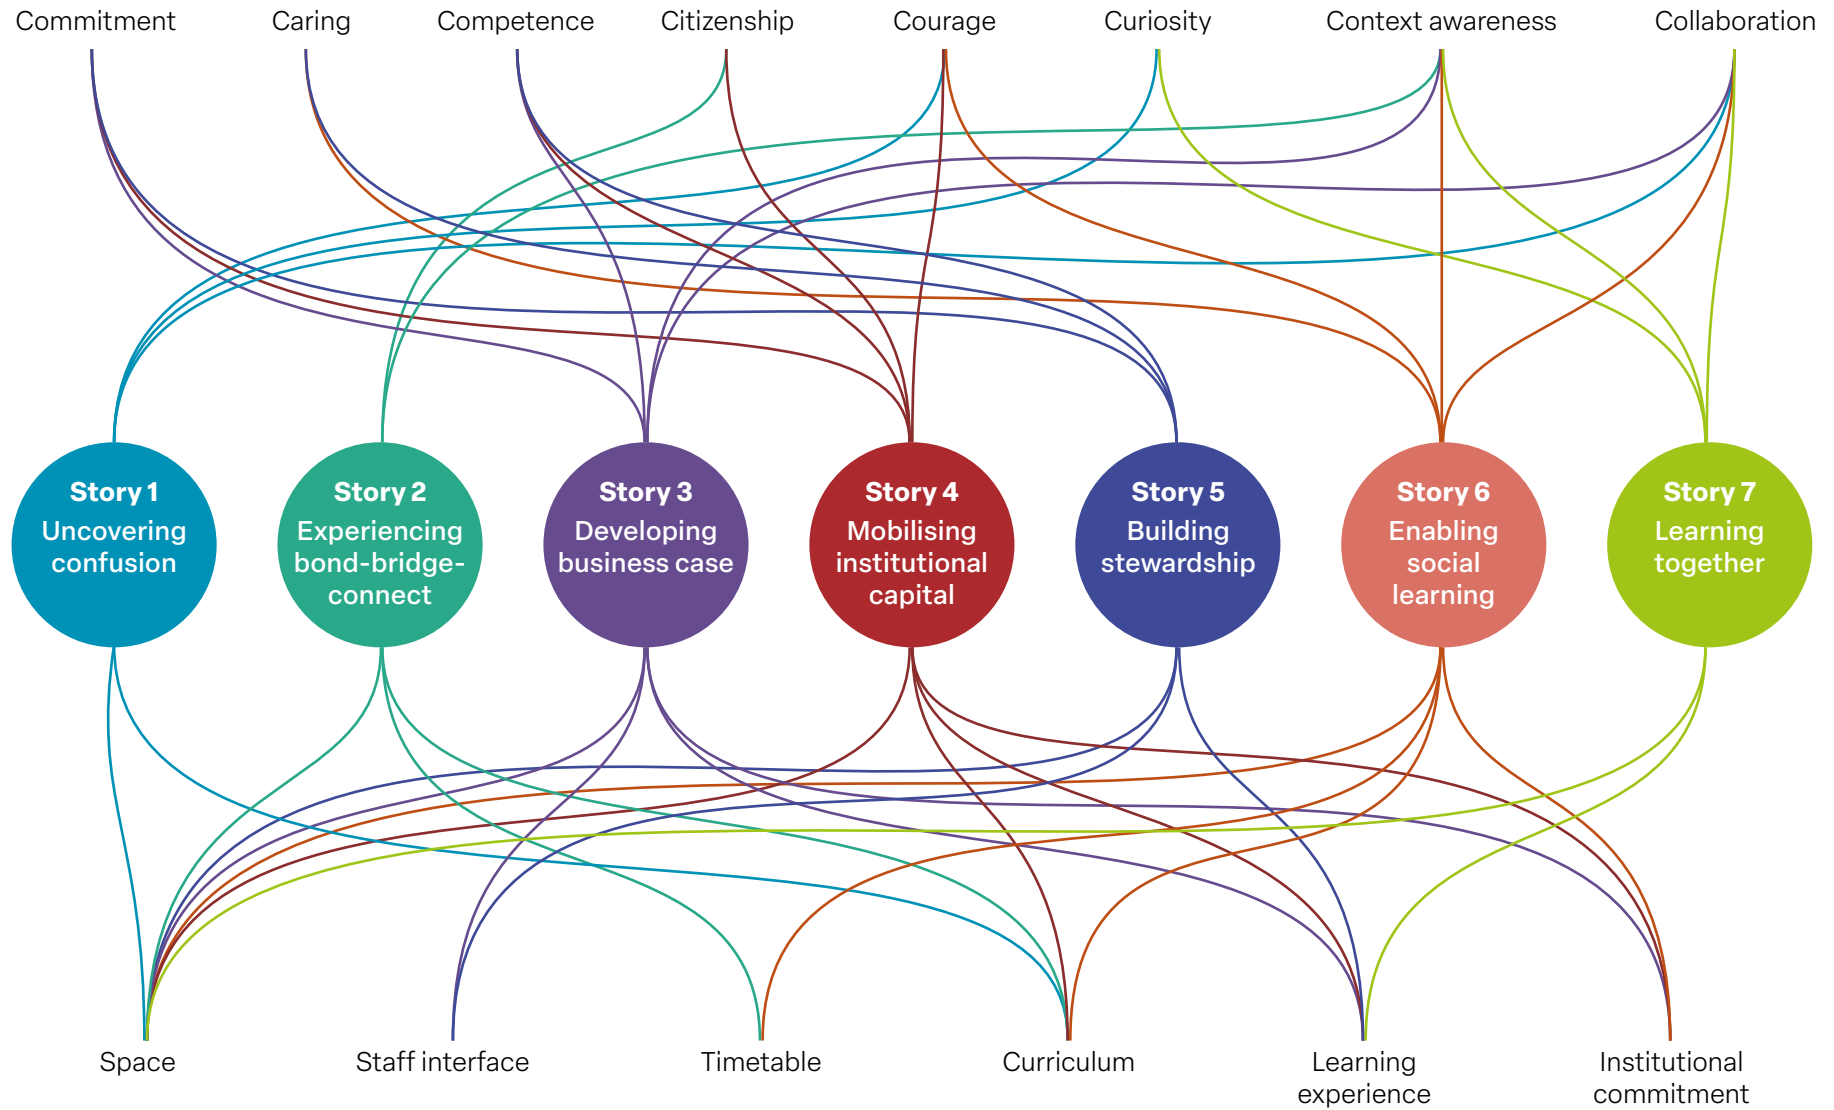 Commitment
Caring
Competence
Citizenship
Courage
Curiosity
Context awareness
Collaboration
Story 1
Uncovering
confusion
Story 2
Experiencing
bond-bridge-
connect
Story 3
Developing
business case
Story 4
Mobilising
institutional
capital
Story 5
Building
stewardship
Story 6
Enabling
social
learning
Story 7
Learning
together
Space
Staff interface
Timetable
Curriculum
Learning
experience
Institutional
commitment